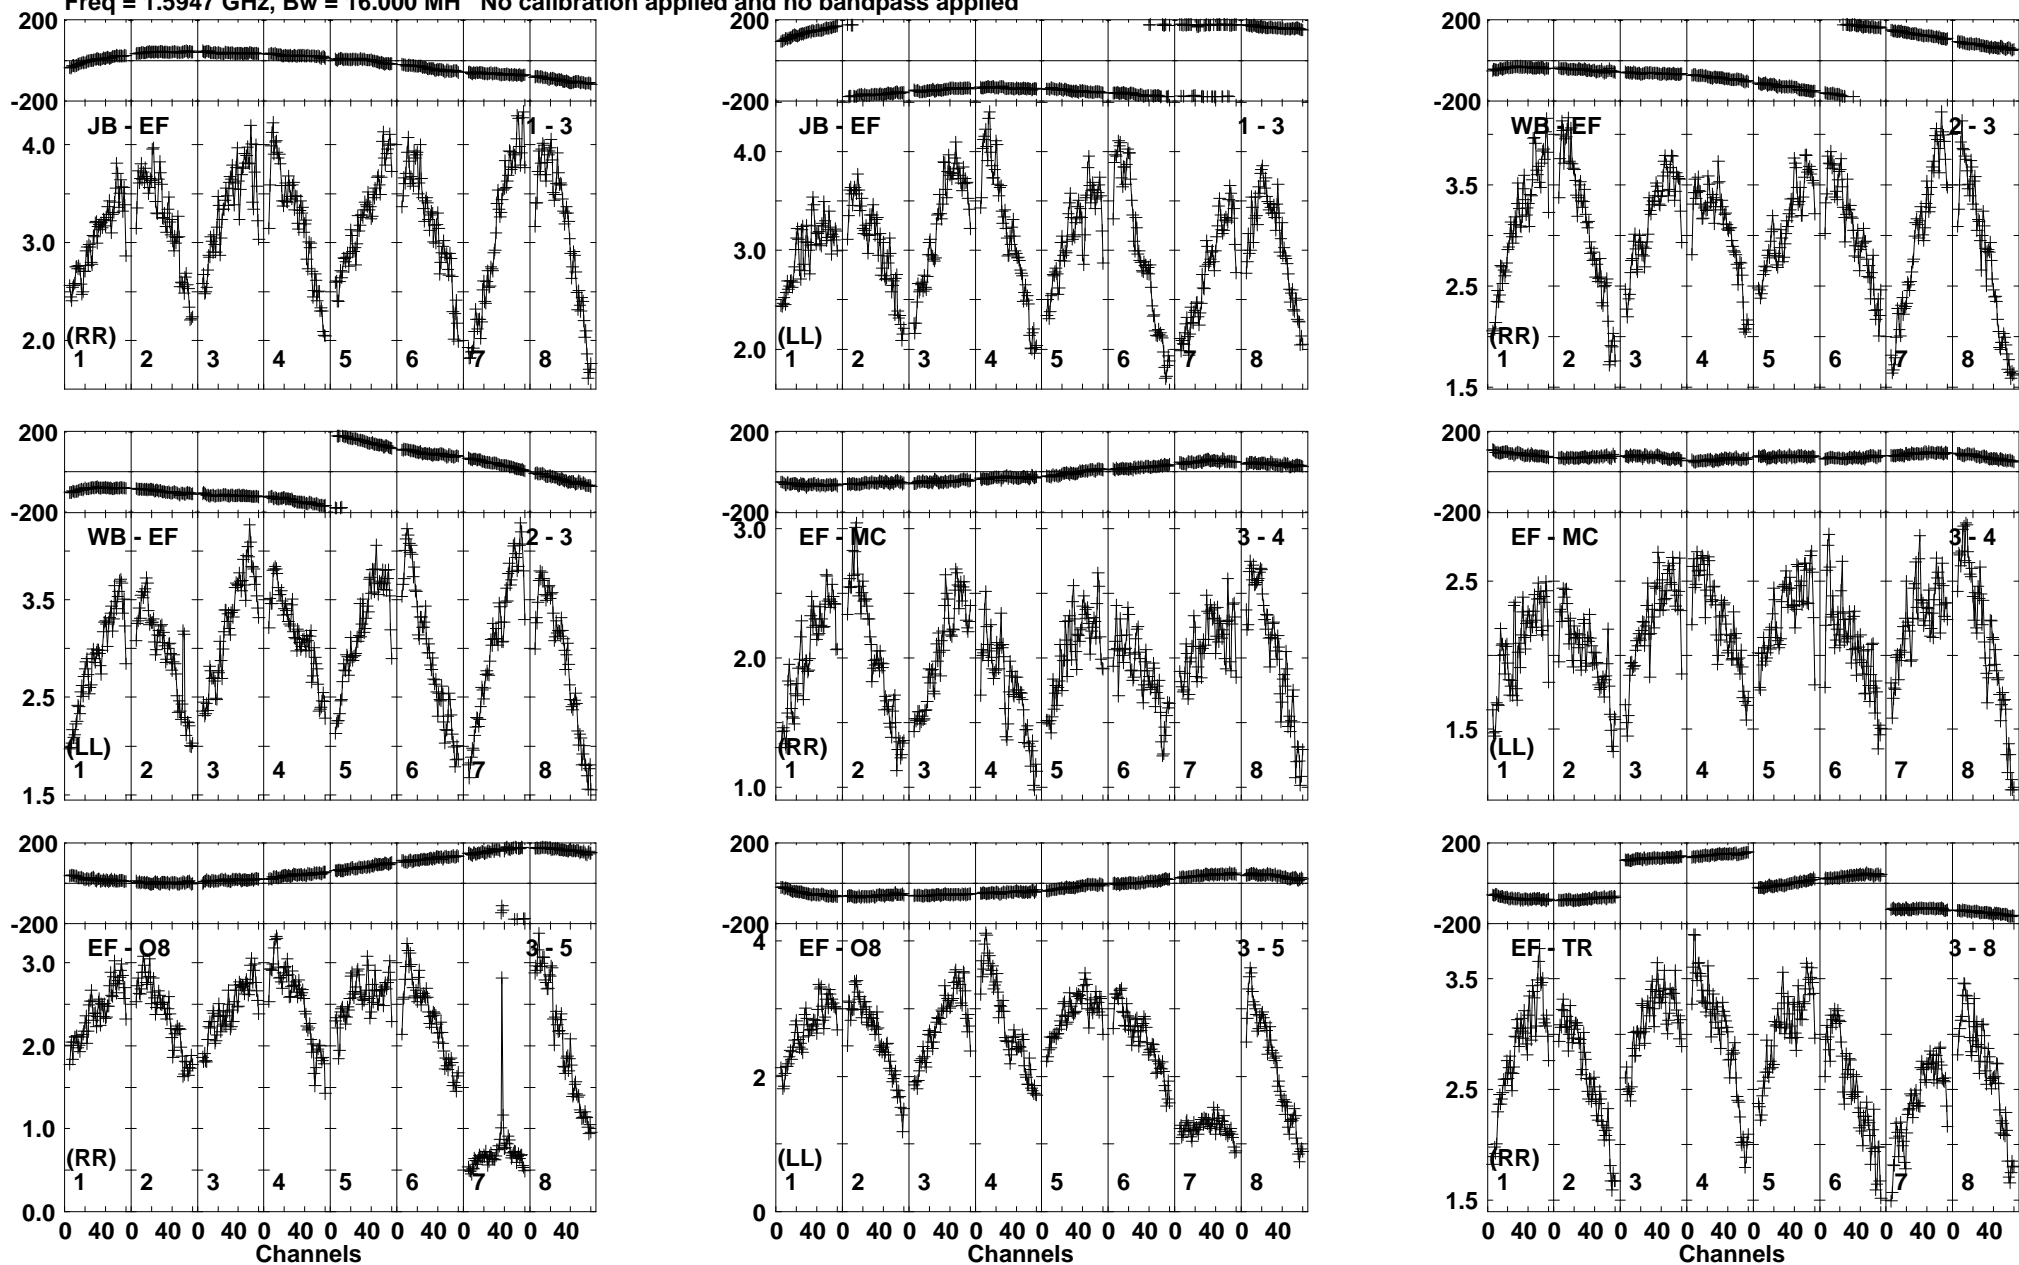 Freq = 1.5947 GHz, Bw = 16.000 MH No calibration applied and no bandpass applied
200
-200
JB - EF 1 - 3
4.0
3.0
2.0
(RR)
1 2 3 4 5 6 7 8
200
-200
JB - EF 1 - 3
4.0
3.0
2.0
(LL)
1 2 3 4 5 6 7 8
200
-200
WB - EF 2 - 3
3.5
2.5
1.5
(RR)
1 2 3 4 5 6 7 8
200
-200
WB - EF 2 - 3
3.5
2.5
1.5
(LL)
1 2 3 4 5 6 7 8
200
-200
EF - MC 3 - 4
3.0
2.0
1.0
(RR)
1 2 3 4 5 6 7 8
200
-200
EF - MC 3 - 4
2.5
1.5
(LL)
1 2 3 4 5 6 7 8
200
-200
EF - O8 3 - 5
3.0
2.0
1.0
0.0
(RR)
1 2 3 4 5 6 7 8
0 40 0 40 0 40 0 40 0 40 0 40 0 40 0 40
Channels
200
-200
EF - O8 3 - 5
4
2
0
(LL)
1 2 3 4 5 6 7 8
0 40 0 40 0 40 0 40 0 40 0 40 0 40 0 40
Channels
200
-200
EF - TR 3 - 8
3.5
2.5
1.5
(RR)
1 2 3 4 5 6 7 8
0 40 0 40 0 40 0 40 0 40 0 40 0 40 0 40
Channels